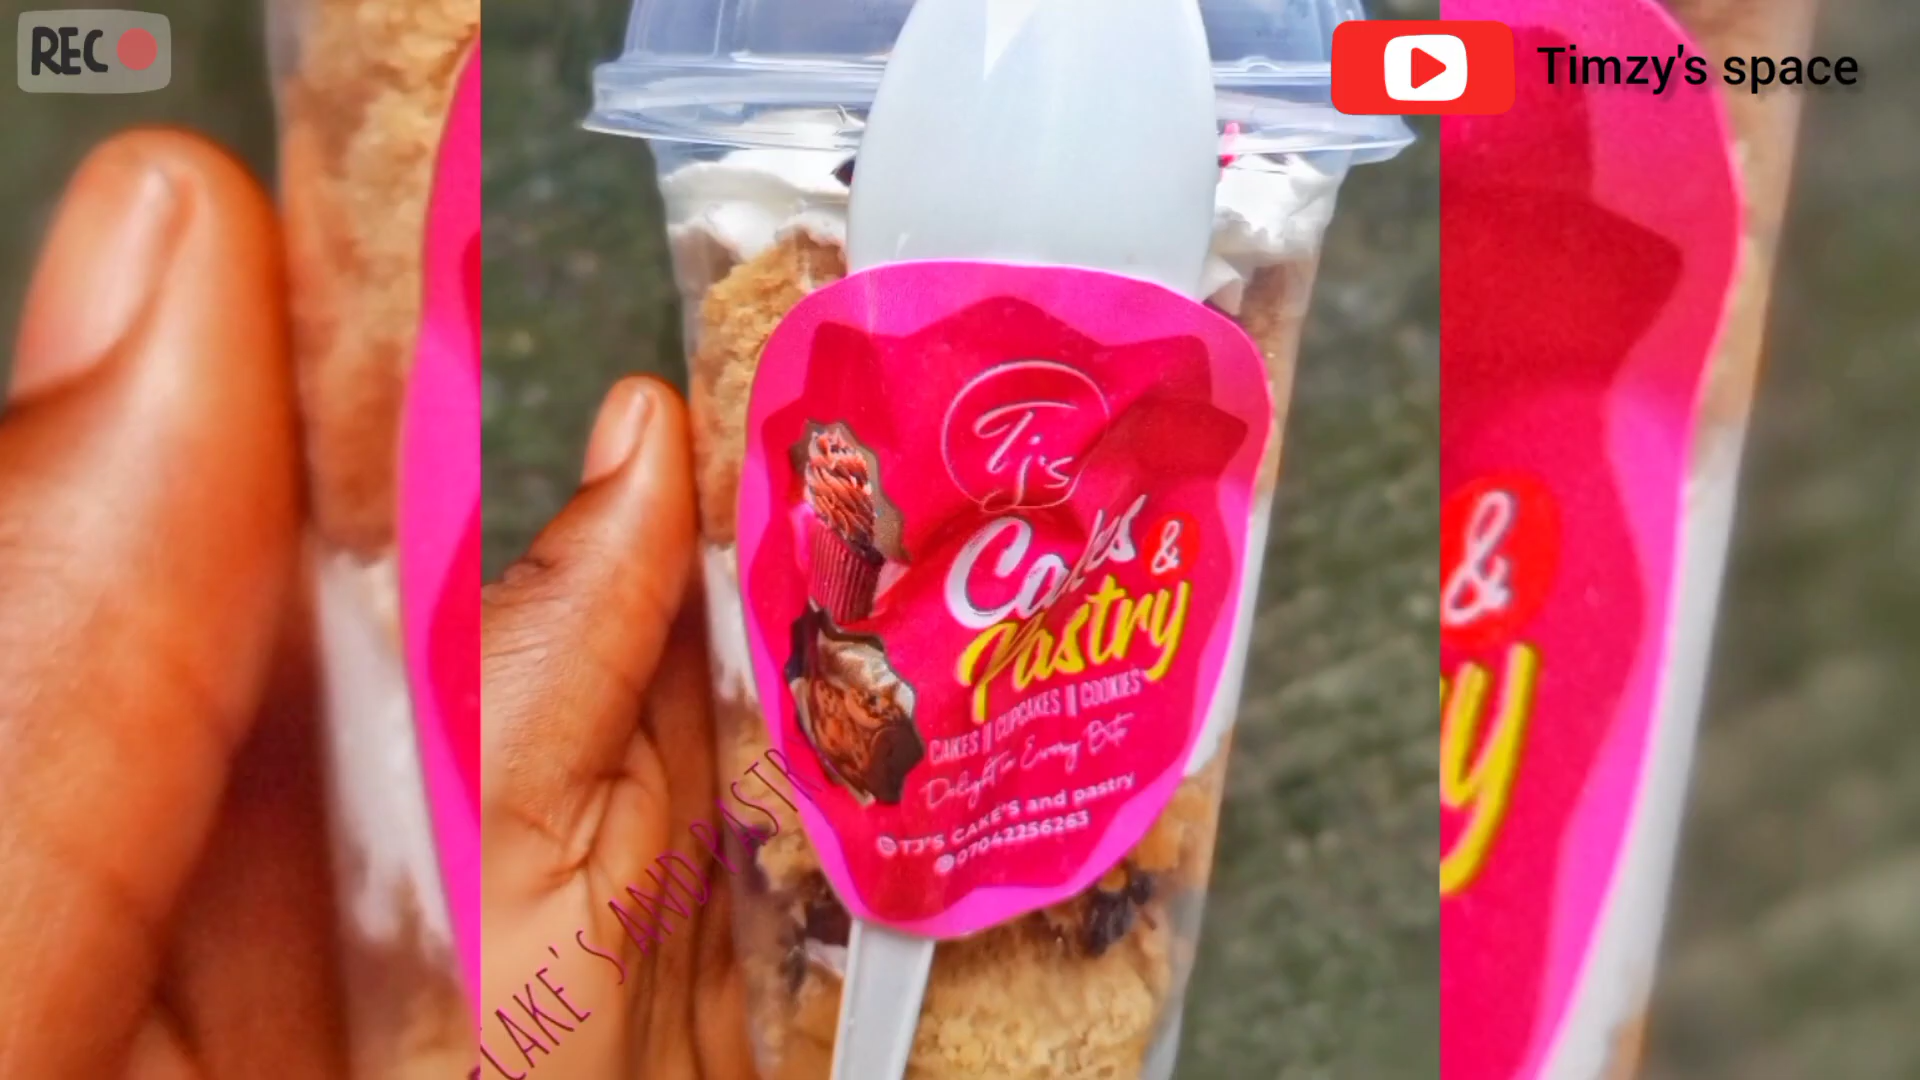 REC
Timzy's space
Tj's
Cakes &
Pastry
CAKES || CUPCAKES || COOKIES
Delight in Every Bite
TJ'S CAKE'S and pastry
07042256263
CAKE'S AND PASTR
&
y